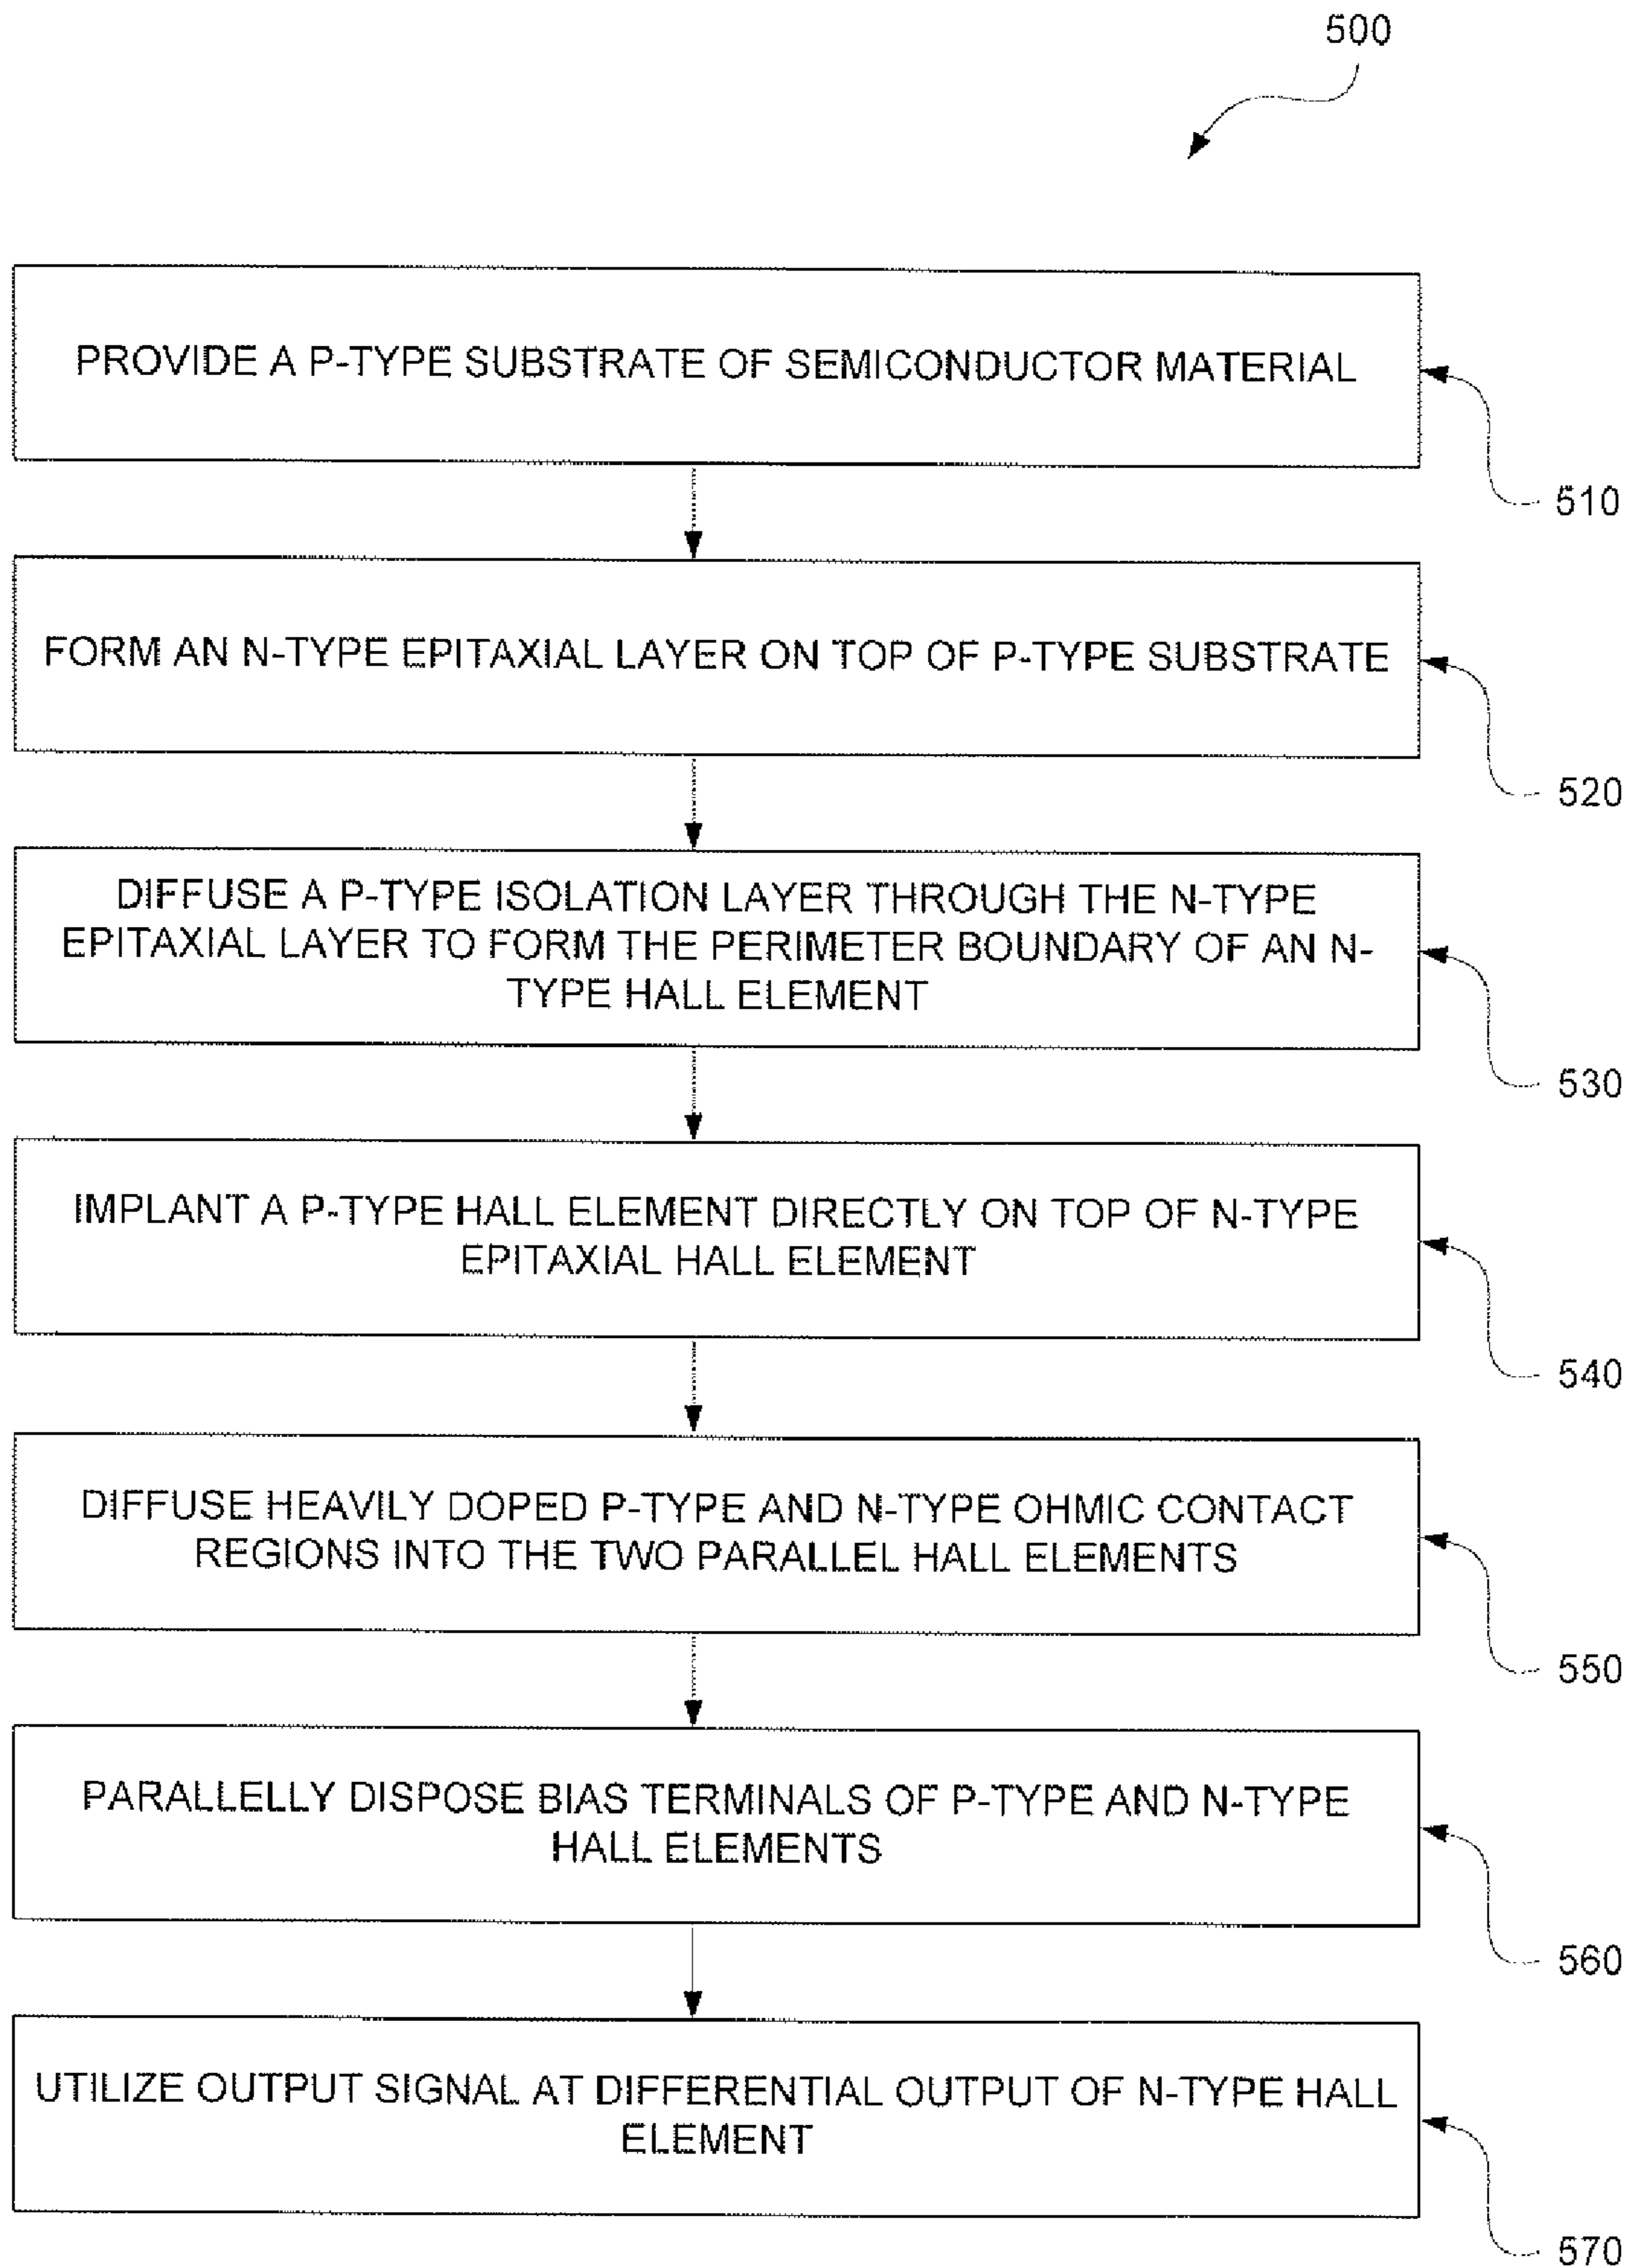 500
PROVIDE A P-TYPE SUBSTRATE OF SEMICONDUCTOR MATERIAL
510
FORM AN N-TYPE EPITAXIAL LAYER ON TOP OF P-TYPE SUBSTRATE
520
DIFFUSE A P-TYPE ISOLATION LAYER THROUGH THE N-TYPE
EPITAXIAL LAYER TO FORM THE PERIMETER BOUNDARY OF AN N-
TYPE HALL ELEMENT
530
IMPLANT A P-TYPE HALL ELEMENT DIRECTLY ON TOP OF N-TYPE
EPITAXIAL HALL ELEMENT
540
DIFFUSE HEAVILY DOPED P-TYPE AND N-TYPE OHMIC CONTACT
REGIONS INTO THE TWO PARALLEL HALL ELEMENTS
550
PARALLELLY DISPOSE BIAS TERMINALS OF P-TYPE AND N-TYPE
HALL ELEMENTS
560
UTILIZE OUTPUT SIGNAL AT DIFFERENTIAL OUTPUT OF N-TYPE HALL
ELEMENT
570